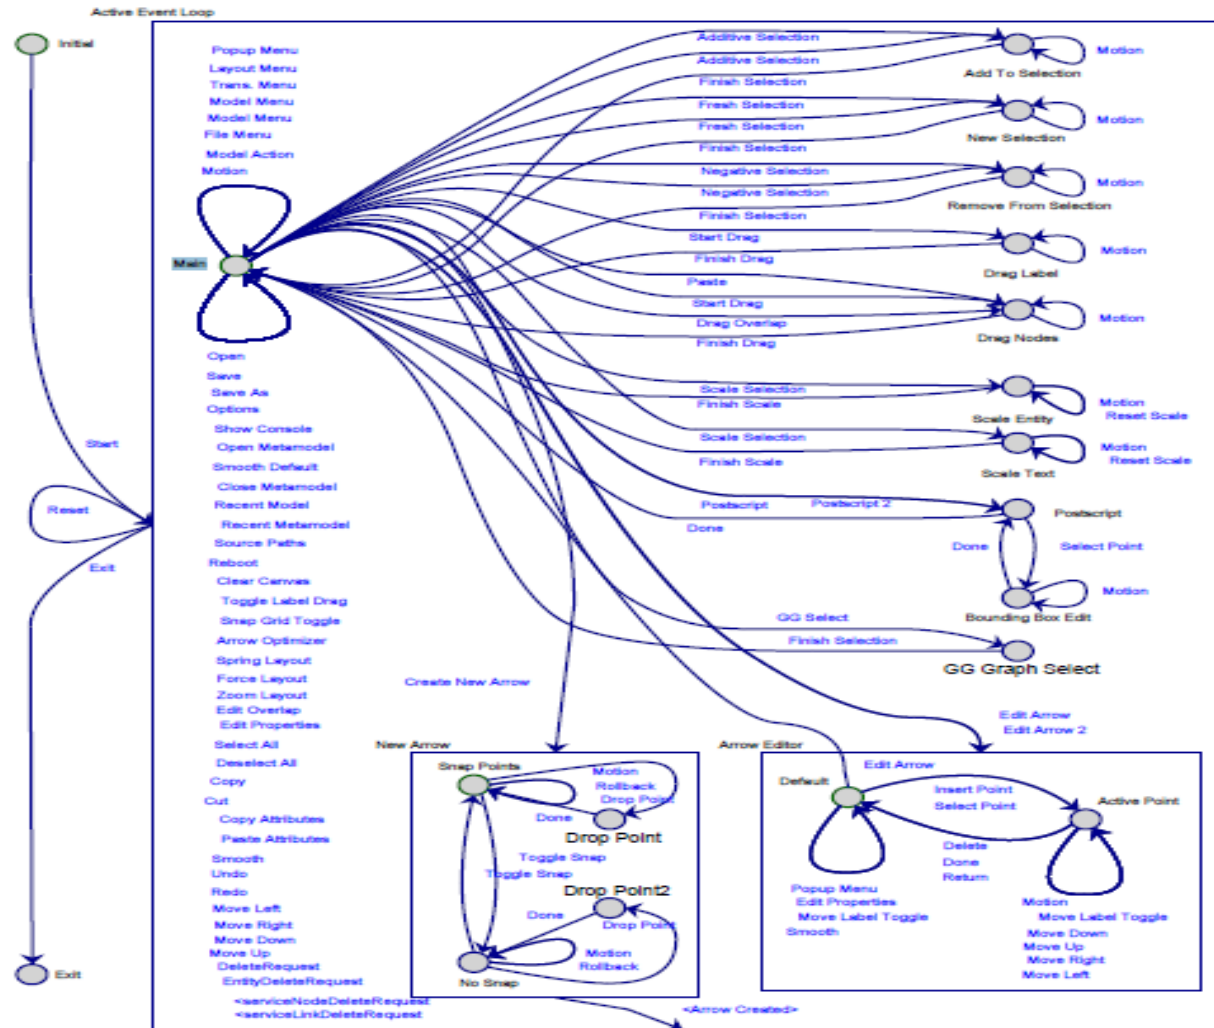 Active Event Loop
Initial
Popup Menu
Layout Menu
Trans. Menu
Model Menu
Model Menu
File Menu
Model Action
Motion
Main
Open
Save
Save As
Options
Show Console
Open Metamodel
Smooth Default
Close Metamodel
Recent Model
Recent Metamodel
Source Paths
Reboot
Clear Canvas
Toggle Label Drag
Snap Grid Toggle
Arrow Optimizer
Spring Layout
Force Layout
Zoom Layout
Edit Overlap
Edit Properties
Select All
Deselect All
Copy
Cut
Copy Attributes
Paste Attributes
Smooth
Undo
Redo
Move Left
Move Right
Move Down
Move Up
DeleteRequest
EntityDeleteRequest
<serviceNodeDeleteRequest
<serviceLinkDeleteRequest
Start
Reset
Exit
Exit
Additive Selection
Additive Selection
Finish Selection
Add To Selection
Motion
Fresh Selection
Fresh Selection
Finish Selection
New Selection
Motion
Negative Selection
Negative Selection
Finish Selection
Remove From Selection
Motion
Start Drag
Finish Drag
Drag Label
Motion
Paste
Start Drag
Drag Overlap
Finish Drag
Drag Nodes
Motion
Scale Selection
Finish Scale
Scale Entity
Motion
Reset Scale
Scale Selection
Finish Scale
Scale Text
Motion
Reset Scale
Postscript
Postscript 2
Done
Postscript
Done
Select Point
Motion
Bounding Box Edit
GG Select
Finish Selection
GG Graph Select
Create New Arrow
Edit Arrow
Edit Arrow 2
New Arrow
Snap Points
Motion
Rollback
Drop Point
Done
Drop Point
Toggle Snap
Toggle Snap
Drop Point2
Done
Drop Point
Motion
Rollback
No Snap
<Arrow Created>
Arrow Editor
Edit Arrow
Default
Insert Point
Select Point
Active Point
Delete
Done
Return
Popup Menu
Edit Properties
Move Label Toggle
Smooth
Motion
Move Label Toggle
Move Down
Move Up
Move Right
Move Left